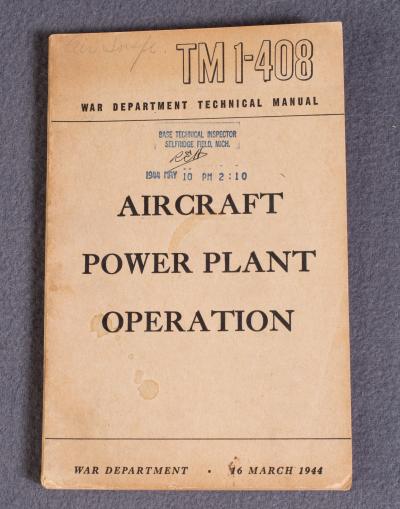 TM 1-408
WAR DEPARTMENT TECHNICAL MANUAL
BASE TECHNICAL INSPECTOR
SELFRIDGE FIELD, MICH.
1944 MAY 10 PM 2:10
AIRCRAFT
POWER PLANT
OPERATION
WAR DEPARTMENT • 16 MARCH 1944